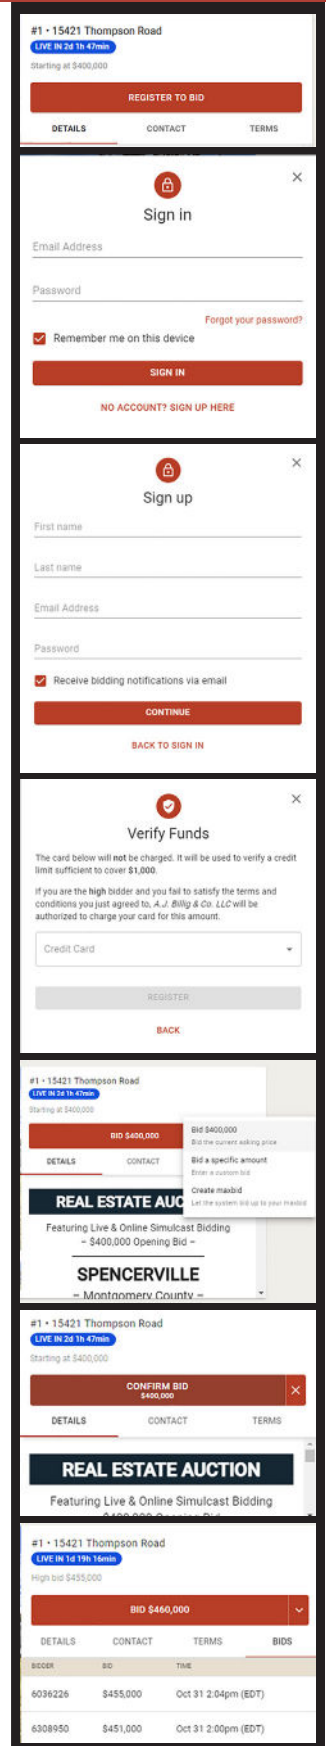 #1 • 15421 Thompson Road
LIVE IN 2d 1h 47min
Starting at $400,000
REGISTER TO BID
DETAILS CONTACT TERMS
Sign in
Email Address
Password
Forgot your password?
Remember me on this device
SIGN IN
NO ACCOUNT? SIGN UP HERE
Sign up
First name
Last name
Email Address
Password
Receive bidding notifications via email
CONTINUE
BACK TO SIGN IN
Verify Funds
The card below will not be charged. It will be used to verify a credit
limit sufficient to cover $1,000.
If you are the high bidder and you fail to satisfy the terms and
conditions you just agreed to, A.J. Billig & Co. LLC will be
authorized to charge your card for this amount.
Credit Card
REGISTER
BACK
#1 • 15421 Thompson Road
LIVE IN 2d 1h 47min
Starting at $400,000
BID $400,000
Bid $400,000
Bid the current asking price
Bid a specific amount
Enter a custom bid
Create maxbid
Let the system bid up to your maxbid
DETAILS CONTACT
REAL ESTATE AUC
Featuring Live & Online Simulcast Bidding
~ $400,000 Opening Bid ~
SPENCERVILLE
~ Montgomery County ~
#1 • 15421 Thompson Road
LIVE IN 2d 1h 47min
Starting at $400,000
CONFIRM BID
$400,000
DETAILS CONTACT TERMS
REAL ESTATE AUCTION
Featuring Live & Online Simulcast Bidding
#1 • 15421 Thompson Road
LIVE IN 1d 19h 16min
High bid $455,000
BID $460,000
DETAILS CONTACT TERMS BIDS
BIDDER BID TIME
6036226 $455,000 Oct 31 2:04pm (EDT)
6308950 $451,000 Oct 31 2:00pm (EDT)